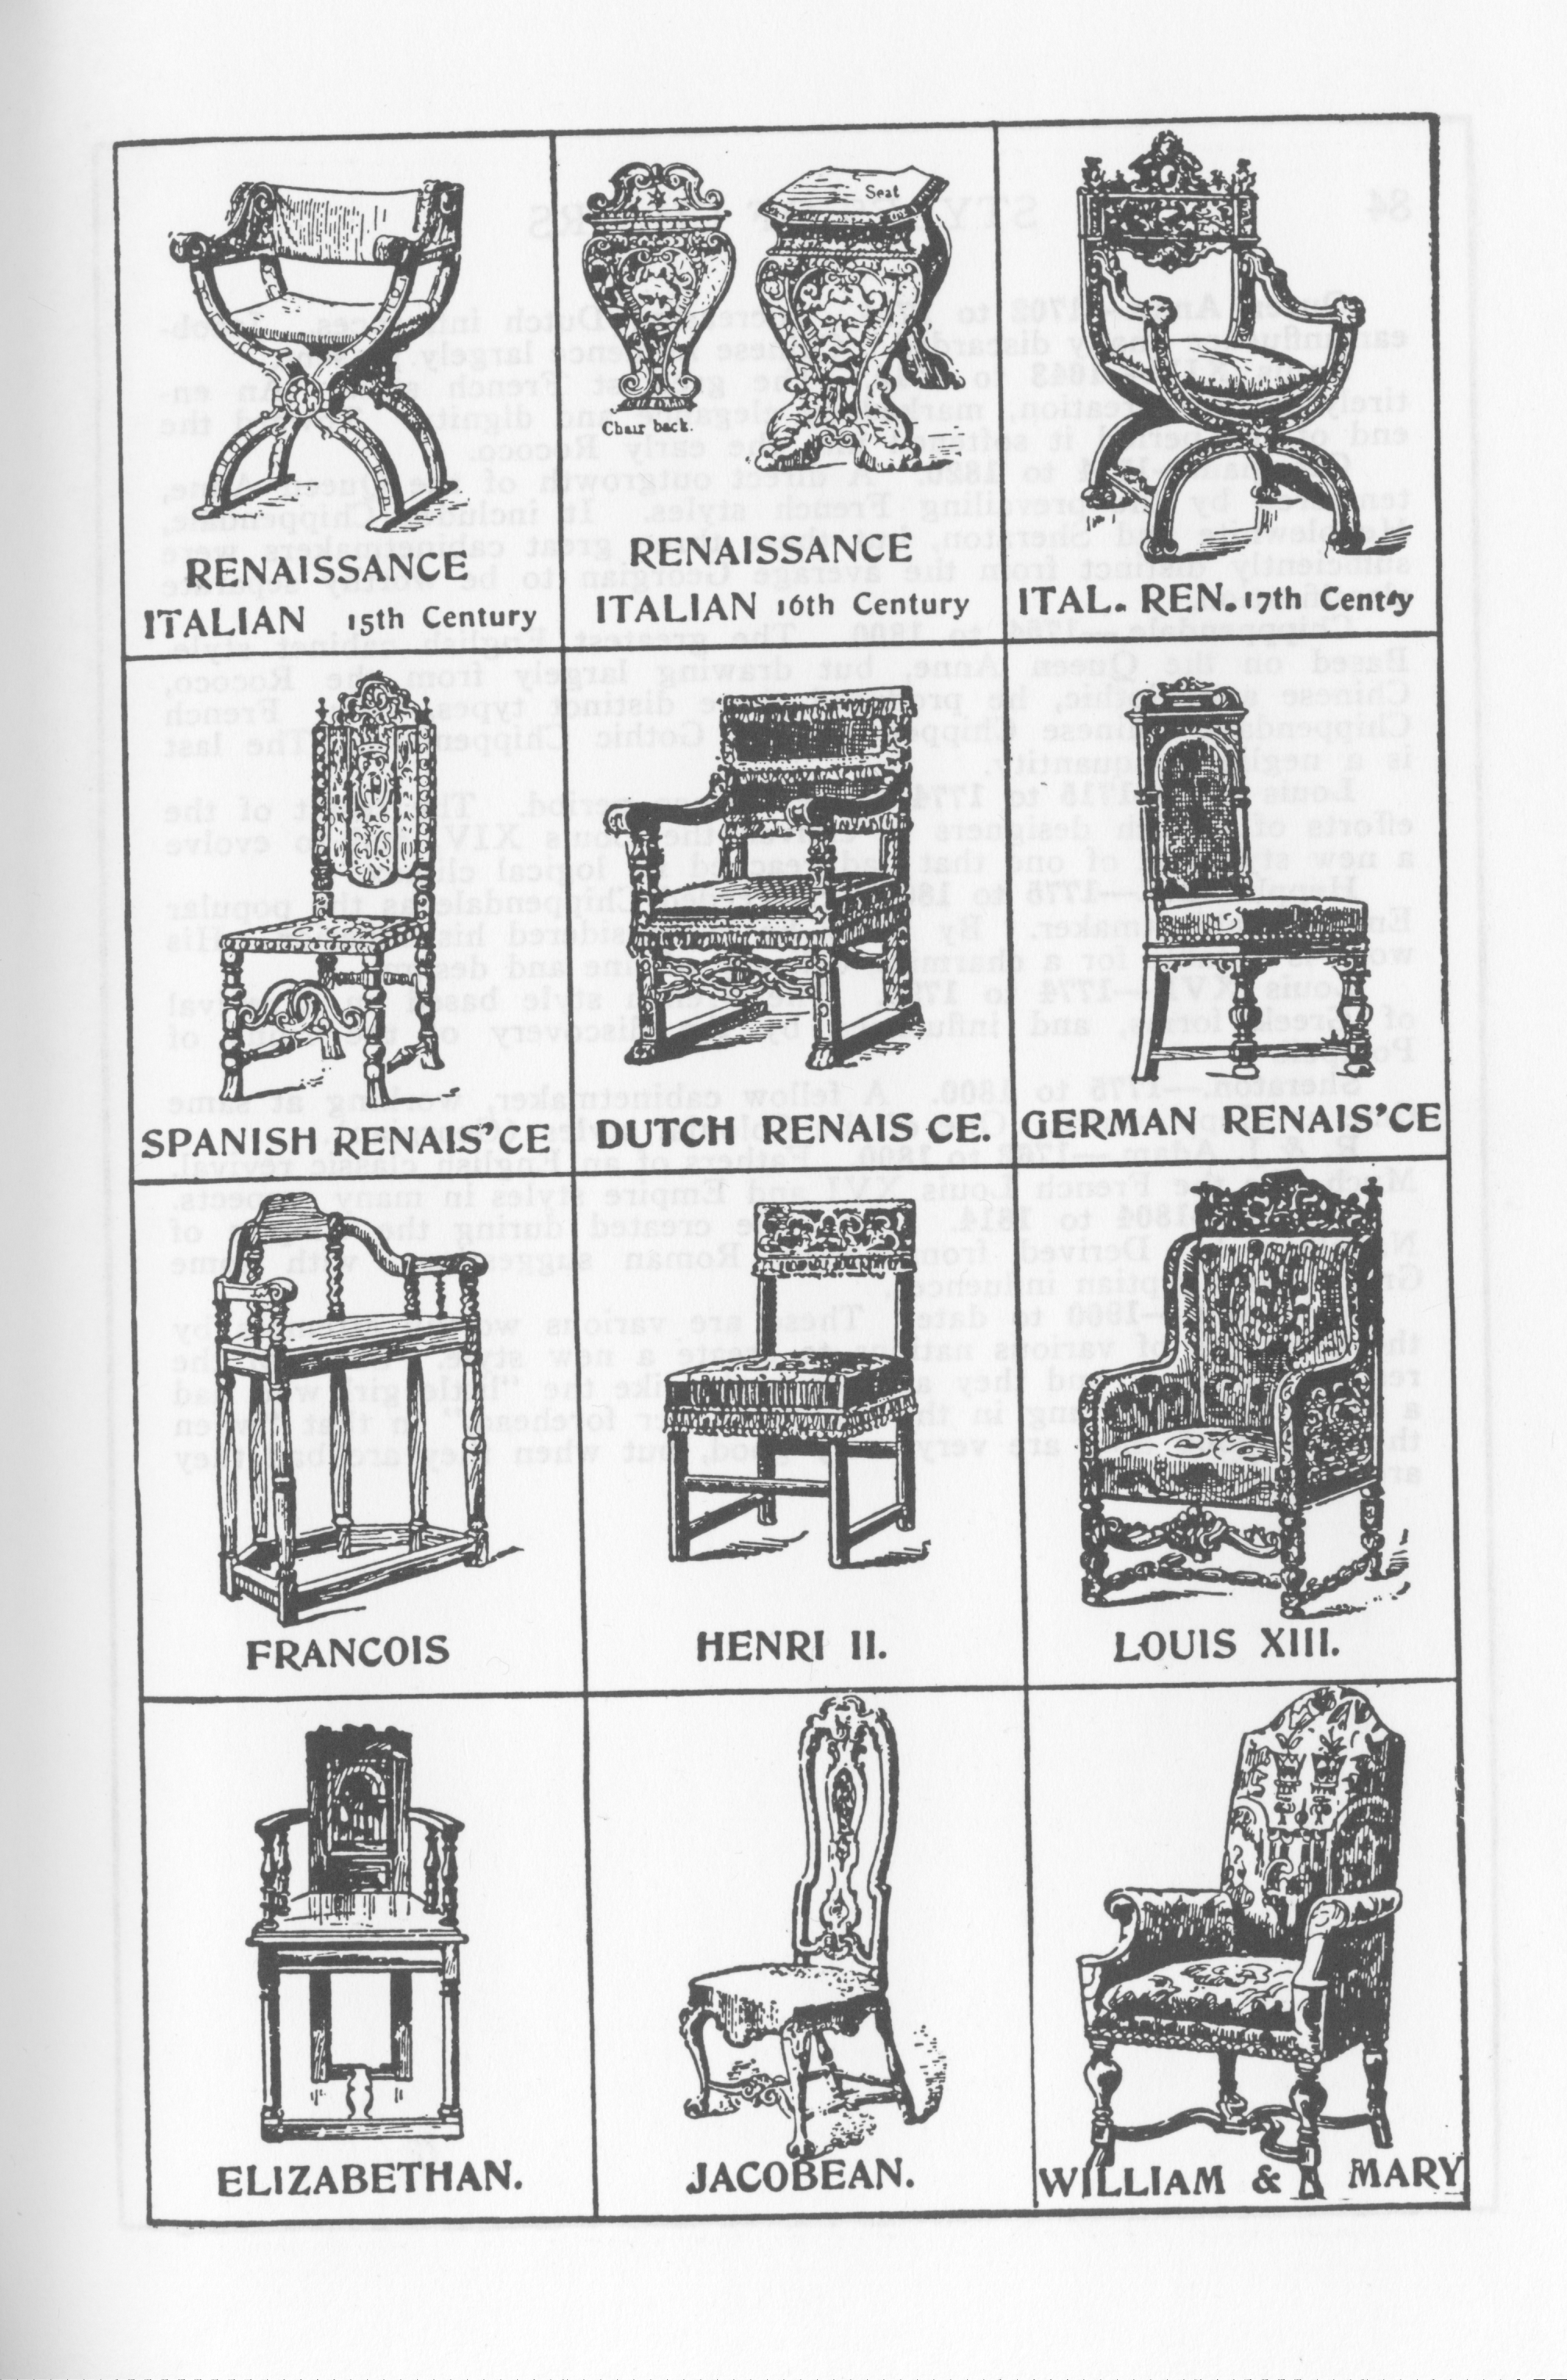 Seat
Chair back.
RENAISSANCE
ITALIAN 15th Century
RENAISSANCE
ITALIAN 16th Century
ITAL. REN. 17th Cent'y
SPANISH RENAIS'CE
DUTCH RENAIS CE.
GERMAN RENAIS'CE
FRANCOIS
HENRI II.
LOUIS XIII.
ELIZABETHAN.
JACOBEAN.
WILLIAM & MARY